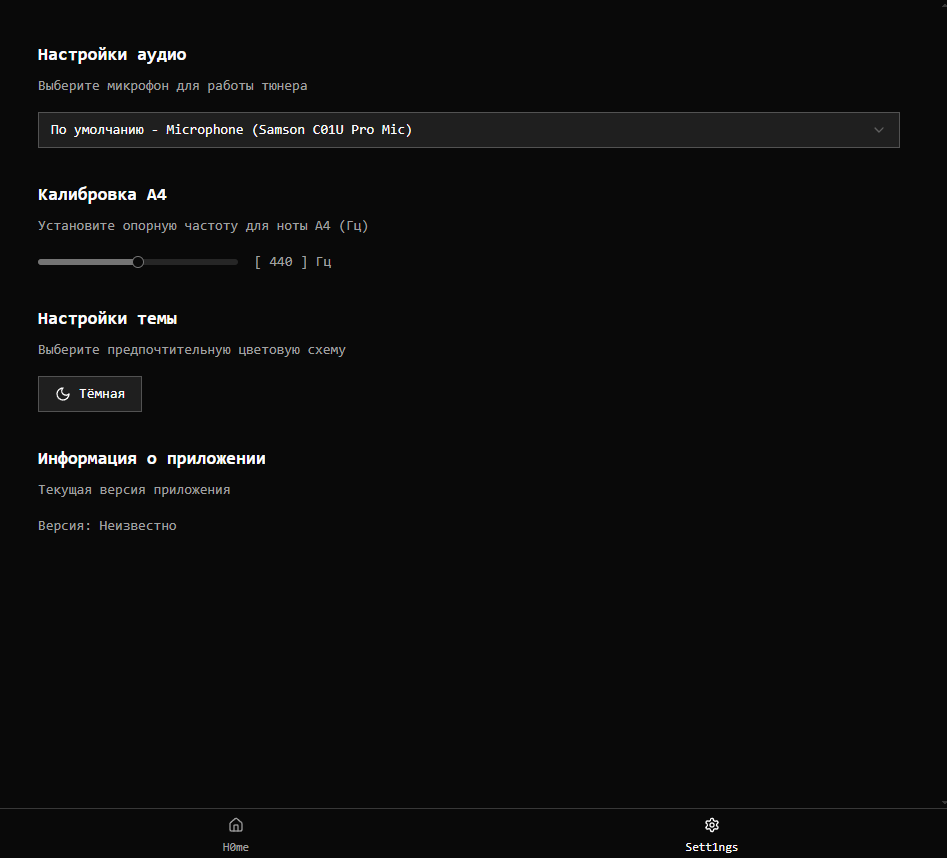 Настройки аудио
Выберите микрофон для работы тюнера
По умолчанию - Microphone (Samson C01U Pro Mic)
Калибровка A4
Установите опорную частоту для ноты A4 (Гц)
[ 440 ] Гц
Настройки темы
Выберите предпочтительную цветовую схему
Тёмная
Информация о приложении
Текущая версия приложения
Версия: Неизвестно
H0me
Sett1ngs